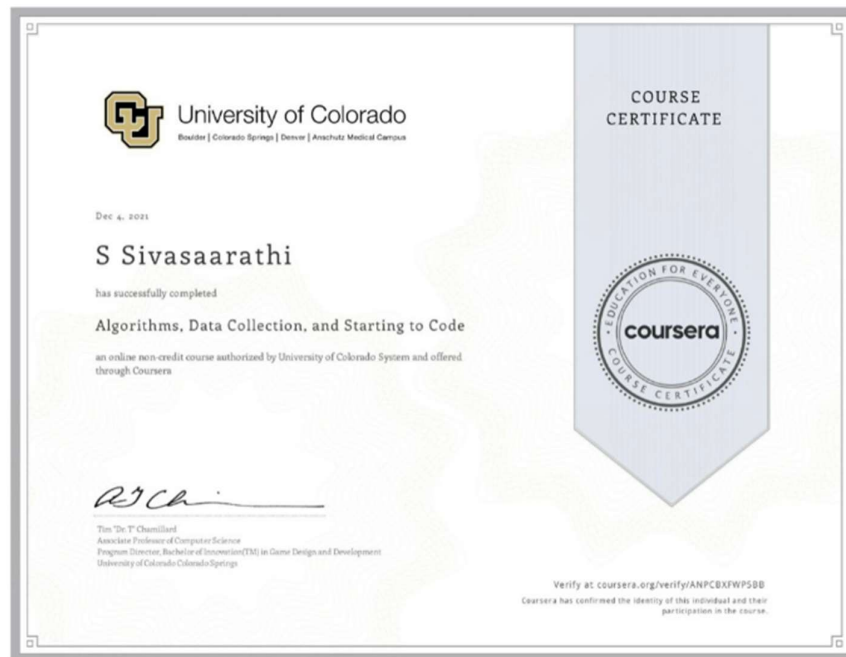 CU
University of Colorado
Boulder | Colorado Springs | Denver | Anschutz Medical Campus
COURSE
CERTIFICATE
Dec 4, 2021
S Sivasaarathi
has successfully completed
Algorithms, Data Collection, and Starting to Code
an online non-credit course authorized by University of Colorado System and offered
through Coursera
EDUCATION FOR EVERYONE
coursera
COURSE CERTIFICATE
Tim "Dr. T" Chamillard
Associate Professor of Computer Science
Program Director, Bachelor of Innovation(TM) in Game Design and Development
University of Colorado Colorado Springs
Verify at coursera.org/verify/ANPCBXFWPSBB
Coursera has confirmed the identity of this individual and their
participation in the course.